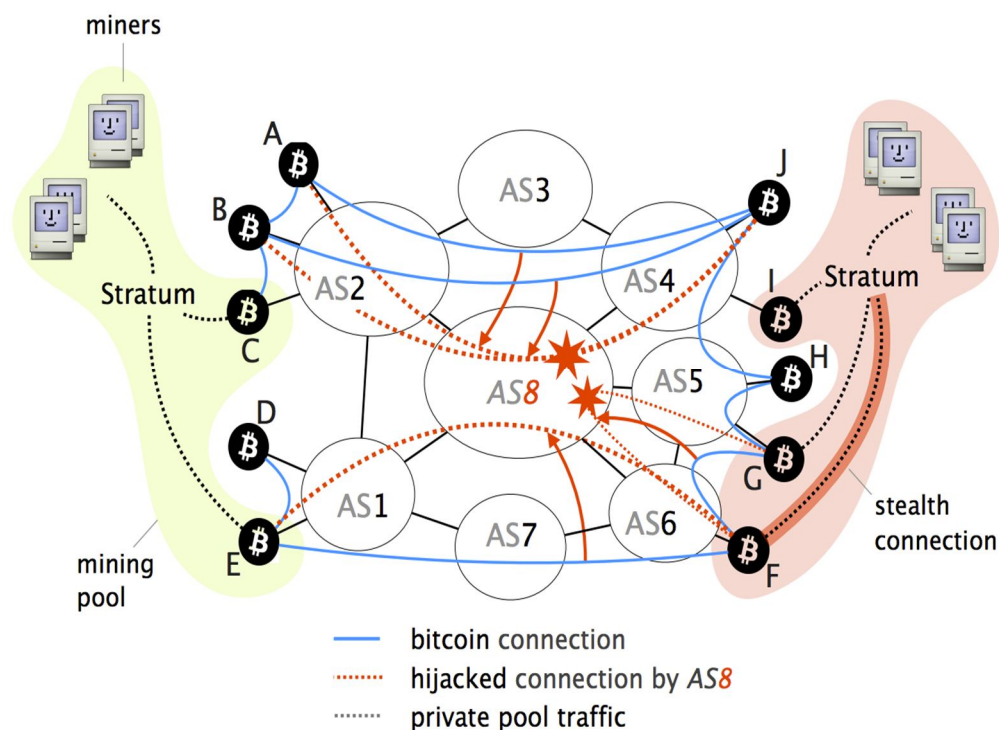 miners
A
B
C
D
E
AS3
AS2
AS4
AS8
AS5
AS1
AS7
AS6
J
I
H
G
F
Stratum
Stratum
mining
pool
stealth
connection
bitcoin connection
hijacked connection by AS8
private pool traffic